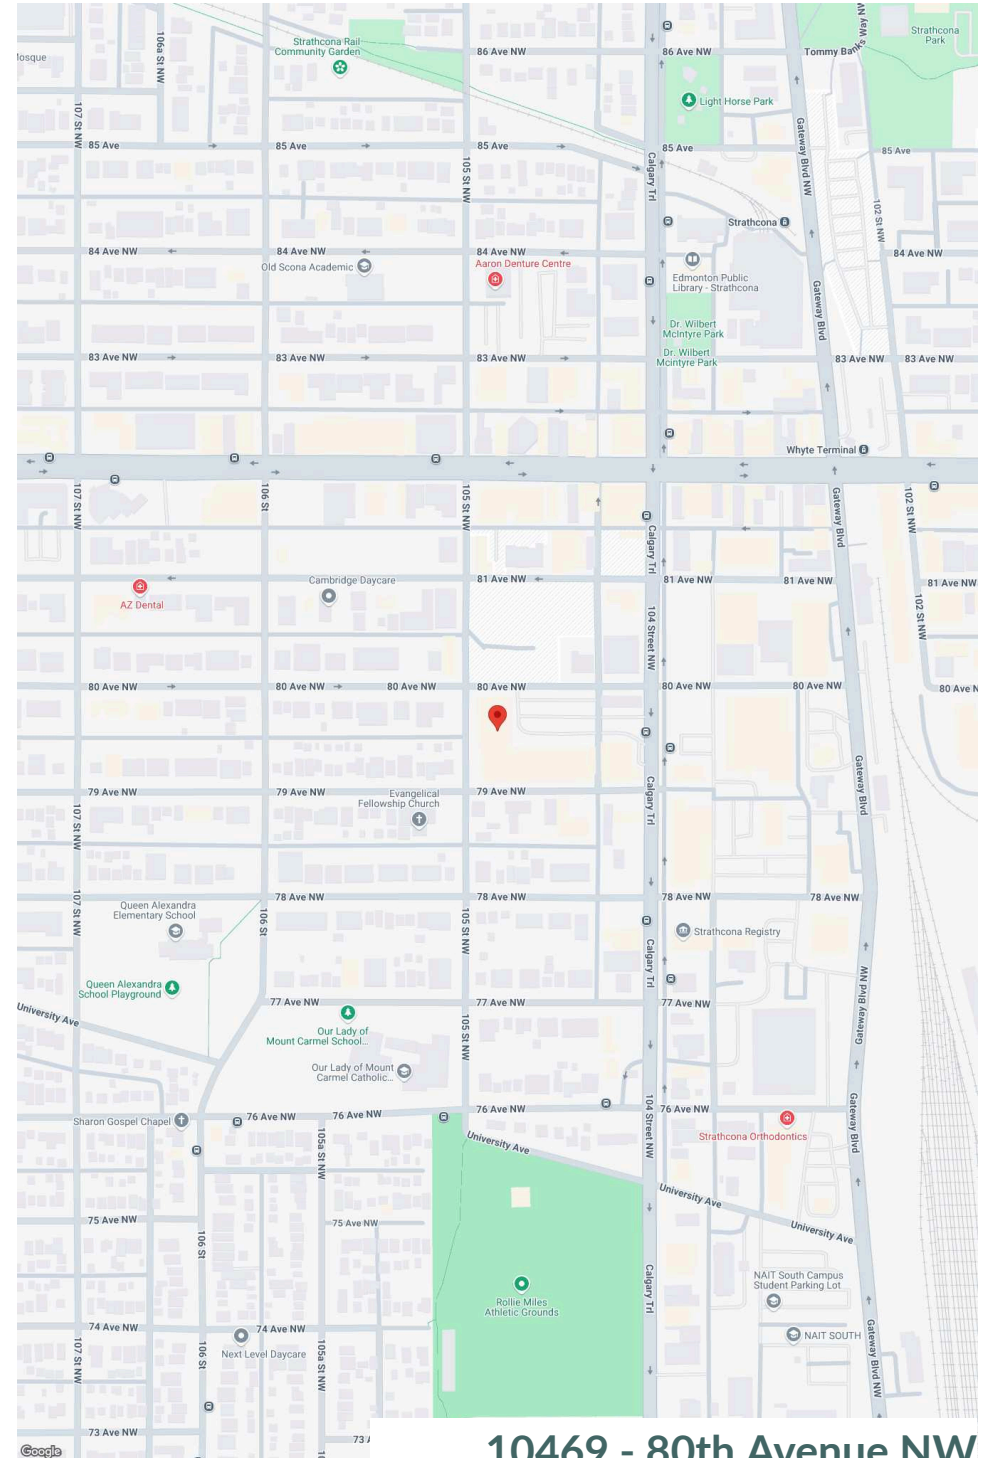 106a St NW
Strathcona Rail
Community Garden
86 Ave NW
86 Ave NW
Tommy Banks Way NW
Strathcona
Park
Mosque
Light Horse Park
107 St NW
85 Ave
85 Ave
85 Ave
85 Ave
85 Ave
105 St NW
Calgary Trl
Gateway Blvd NW
102 St NW
Strathcona
84 Ave NW
84 Ave NW
84 Ave NW
84 Ave NW
Old Scona Academic
Aaron Denture Centre
Edmonton Public
Library - Strathcona
Gateway Blvd
Dr. Wilbert
McIntyre Park
Dr. Wilbert
Mcintyre Park
83 Ave NW
83 Ave NW
83 Ave NW
83 Ave NW
83 Ave NW
Whyte Terminal
107 St NW
106 St
105 St NW
Calgary Trl
Gateway Blvd
102 St NW
AZ Dental
Cambridge Daycare
81 Ave NW
81 Ave NW
81 Ave NW
81 Ave NW
104 Street NW
102 St NW
80 Ave NW
80 Ave NW
80 Ave NW
80 Ave NW
80 Ave NW
80 Ave NW
80 Ave N
79 Ave NW
79 Ave NW
Evangelical
Fellowship Church
79 Ave NW
107 St NW
Calgary Trl
Gateway Blvd
78 Ave NW
78 Ave NW
78 Ave NW
78 Ave NW
107 St NW
Queen Alexandra
Elementary School
106 St
105 St NW
Calgary Trl
Strathcona Registry
Queen Alexandra
School Playground
Gateway Blvd NW
University Ave
77 Ave NW
77 Ave NW
77 Ave NW
Our Lady of
Mount Carmel School...
105 St NW
Our Lady of Mount
Carmel Catholic...
Sharon Gospel Chapel
76 Ave NW
76 Ave NW
76 Ave NW
76 Ave NW
104 Street NW
Gateway Blvd
105a St NW
University Ave
Strathcona Orthodontics
University Ave
75 Ave NW
75 Ave NW
University Ave
106 St
Calgary Trl
NAIT South Campus
Student Parking Lot
Rollie Miles
Athletic Grounds
74 Ave NW
74 Ave NW
107 St NW
106 St
105a St NW
Next Level Daycare
NAIT SOUTH
Gateway Blvd NW
73 Ave NW
73 A
10
Google
10469 - 80th Avenue NW